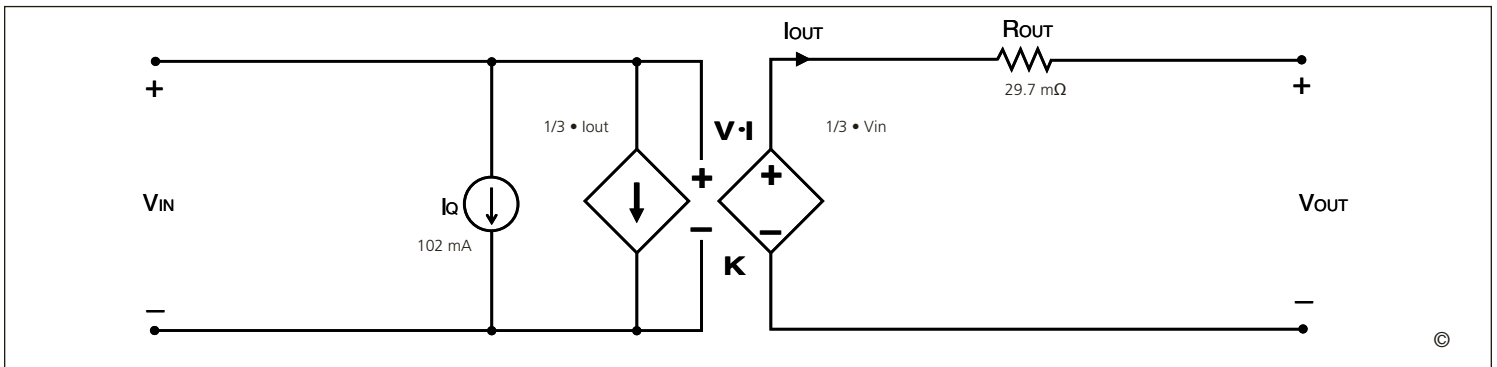 IOUT
ROUT
+
29.7 mΩ
+
1/3 • Iout
V•I
1/3 • Vin
+
+
VIN
IQ
VOUT
102 mA
–
–
K
–
–
©